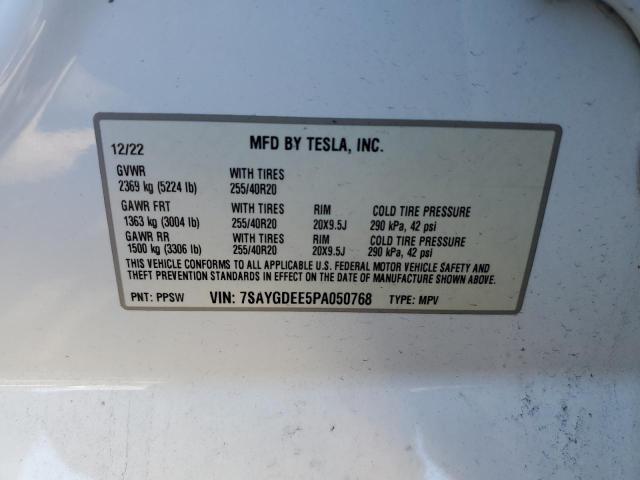 12/22 MFD BY TESLA, INC.
GVWR WITH TIRES
2369 kg (5224 lb) 255/40R20
GAWR FRT WITH TIRES RIM COLD TIRE PRESSURE
1363 kg (3004 lb) 255/40R20 20X9.5J 290 kPa, 42 psi
GAWR RR WITH TIRES RIM COLD TIRE PRESSURE
1500 kg (3306 lb) 255/40R20 20X9.5J 290 kPa, 42 psi
THIS VEHICLE CONFORMS TO ALL APPLICABLE U.S. FEDERAL MOTOR VEHICLE SAFETY AND
THEFT PREVENTION STANDARDS IN EFFECT ON THE DATE OF MANUFACTURE SHOWN ABOVE.
PNT: PPSW VIN: 7SAYGDEE5PA050768 TYPE: MPV